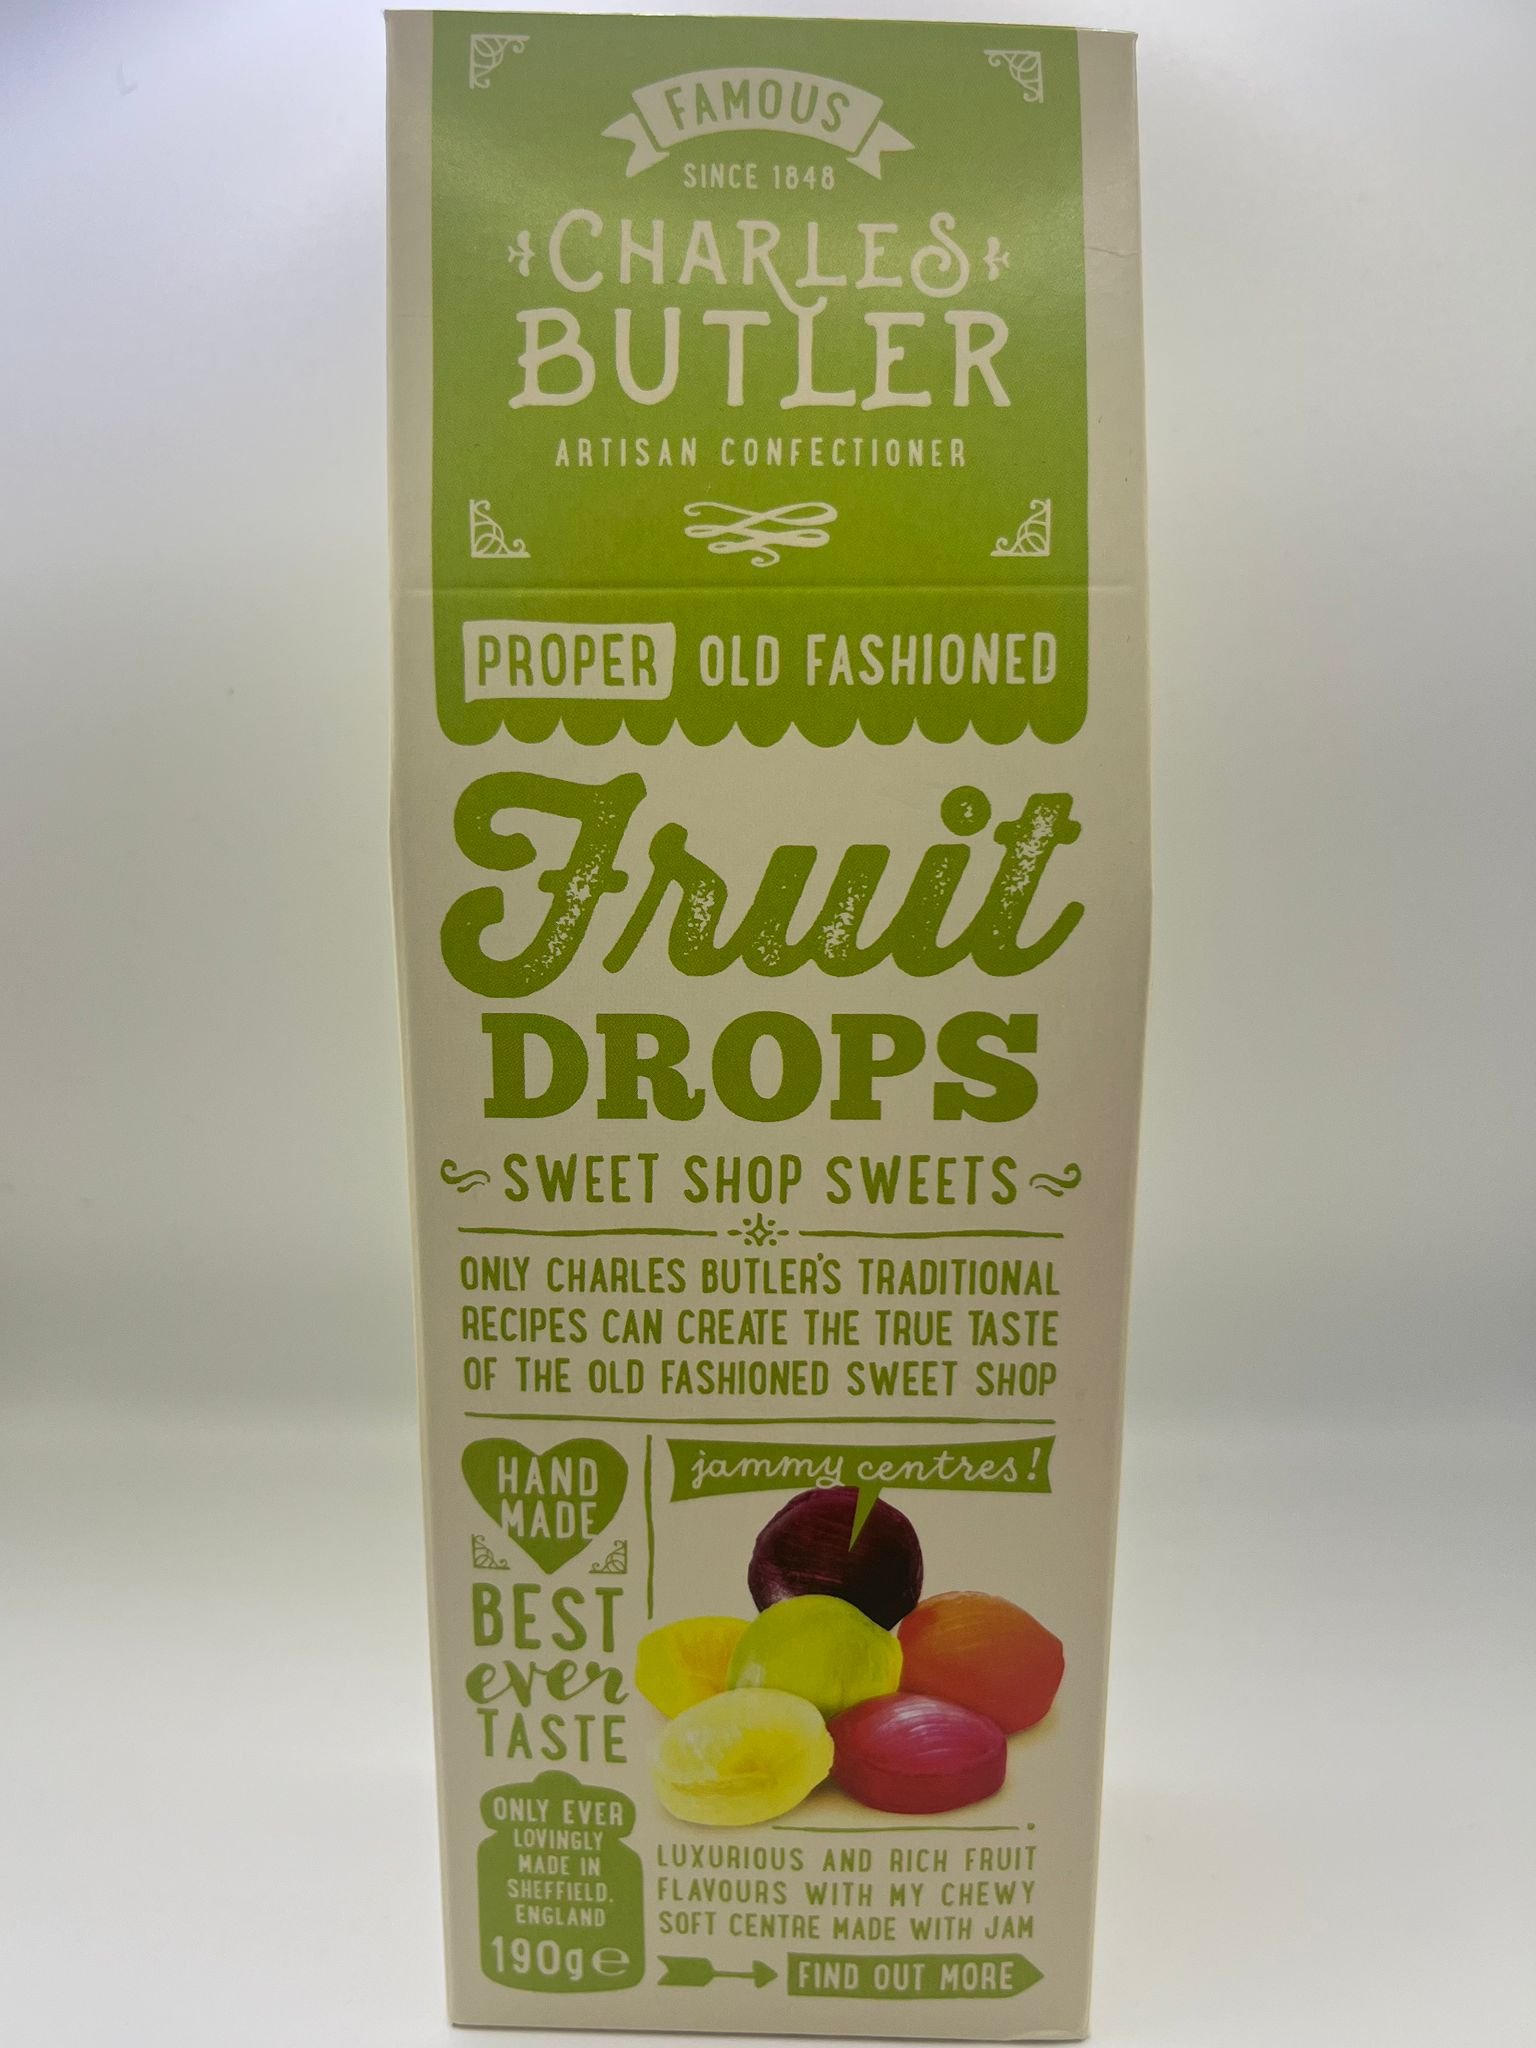 FAMOUS
SINCE 1848
CHARLES
BUTLER
ARTISAN CONFECTIONER
PROPER OLD FASHIONED
Fruit
DROPS
SWEET SHOP SWEETS
ONLY CHARLES BUTLER'S TRADITIONAL
RECIPES CAN CREATE THE TRUE TASTE
OF THE OLD FASHIONED SWEET SHOP
HAND
MADE
BEST
ever
TASTE
ONLY EVER
LOVINGLY
MADE IN
SHEFFIELD,
ENGLAND
190g e
jammy centres!
LUXURIOUS AND RICH FRUIT
FLAVOURS WITH MY CHEWY
SOFT CENTRE MADE WITH JAM
FIND OUT MORE